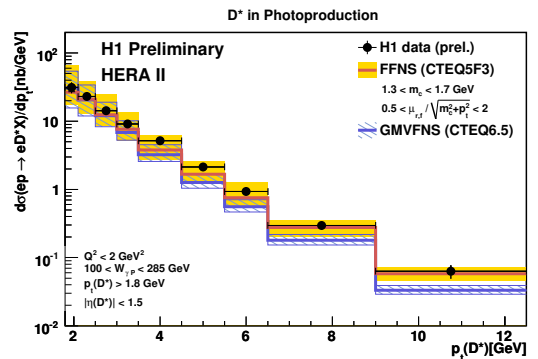 D* in Photoproduction
H1 Preliminary
HERA II
H1 data (prel.)
FFNS (CTEQ5F3)
1.3 < m_c < 1.7 GeV
0.5 < μ_{r,f} / √(m_c²+p_t²) < 2
GMVFNS (CTEQ6.5)
dσ(ep → eD*X)/dp_t[nb/GeV]
10²
10
1
10⁻¹
10⁻²
Q² < 2 GeV²
100 < W_{γ P} < 285 GeV
p_t(D*) > 1.8 GeV
|η(D*)| < 1.5
2 4 6 8 10 12
p_t(D*)[GeV]